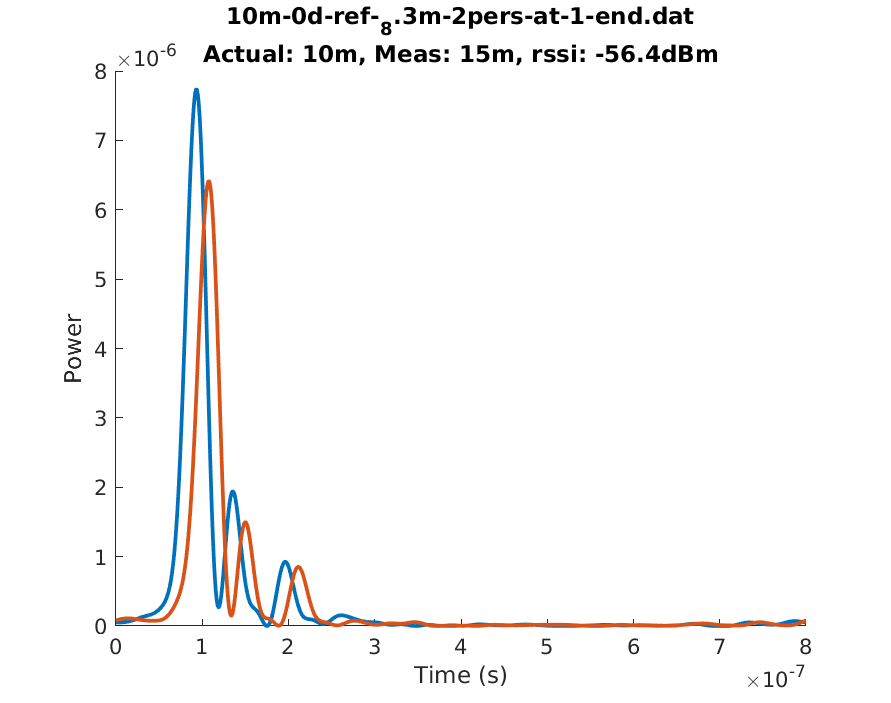 10m-0d-ref-8.3m-2pers-at-1-end.dat
Actual: 10m, Meas: 15m, rssi: -56.4dBm
×10-6
8
7
6
5
4
3
2
1
0
Power
0 1 2 3 4 5 6 7 8
Time (s)
×10-7